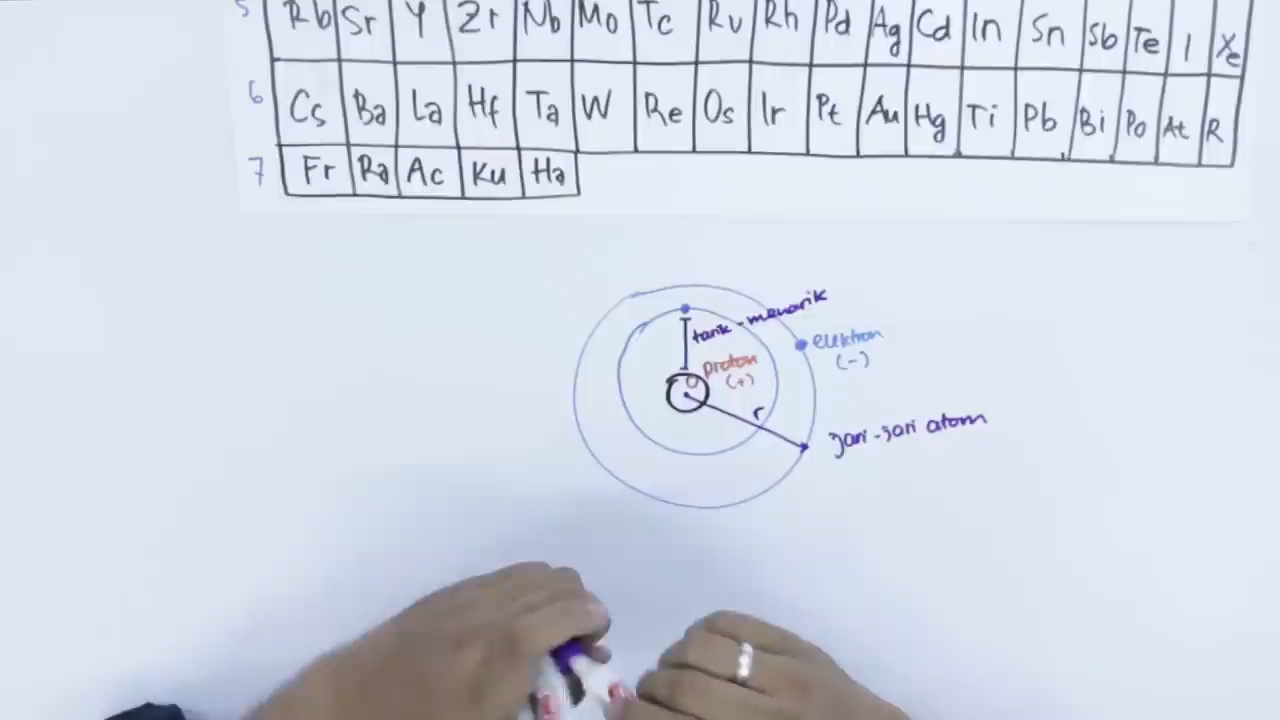 5 Rb Sr Y Zr Nb Mo Tc Rv Rh Pd Ag Cd In Sn Sb Te I Xe
6 Cs Ba La Hf Ta W Re Os Ir Pt Au Hg Ti Pb Bi Po At R
7 Fr Ra Ac Ku Ha
tarik-menarik
elektron
(-)
proton
(+)
r
jari-jari atom